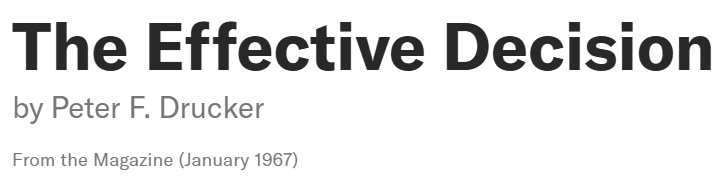 The Effective Decision
by Peter F. Drucker
From the Magazine (January 1967)